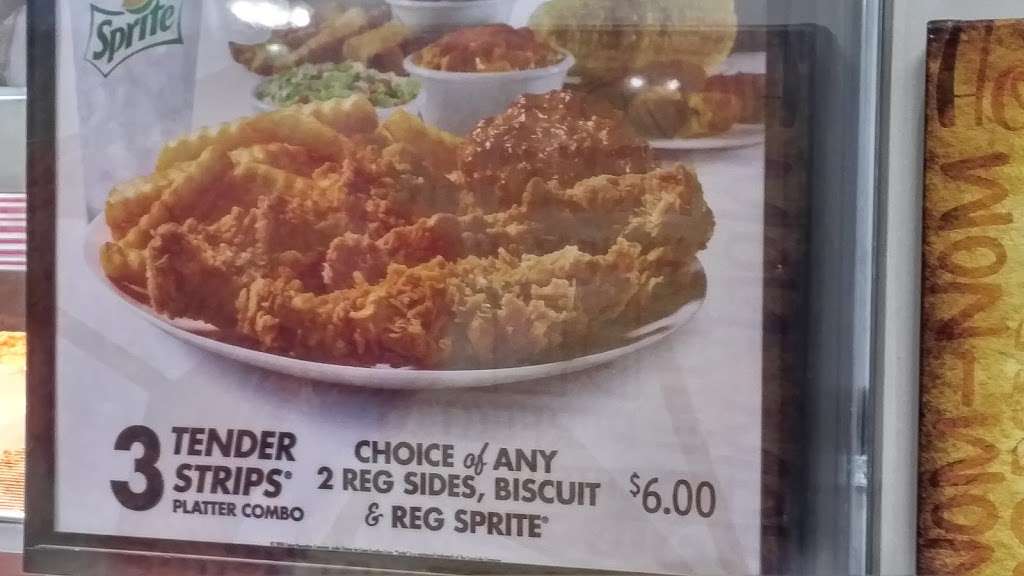 Sprite
3 TENDER STRIPS®
PLATTER COMBO
CHOICE of ANY
2 REG SIDES, BISCUIT
& REG SPRITE®
$6.00